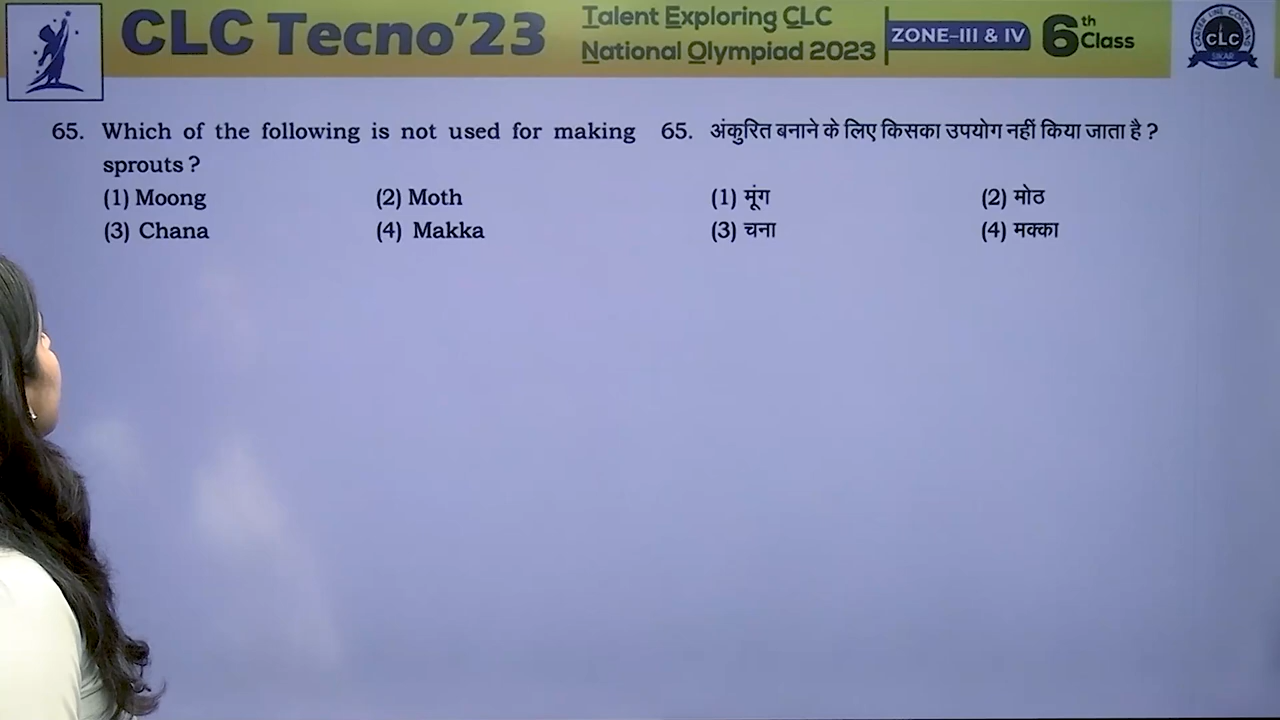 CLC Tecno'23
Talent Exploring CLC
National Olympiad 2023
ZONE-III & IV
6th Class
CLC
SIKAR
65. Which of the following is not used for making
sprouts ?
(1) Moong (2) Moth
(3) Chana (4) Makka
65. अंकुरित बनाने के लिए किसका उपयोग नहीं किया जाता है ?
(1) मूंग (2) मोठ
(3) चना (4) मक्का